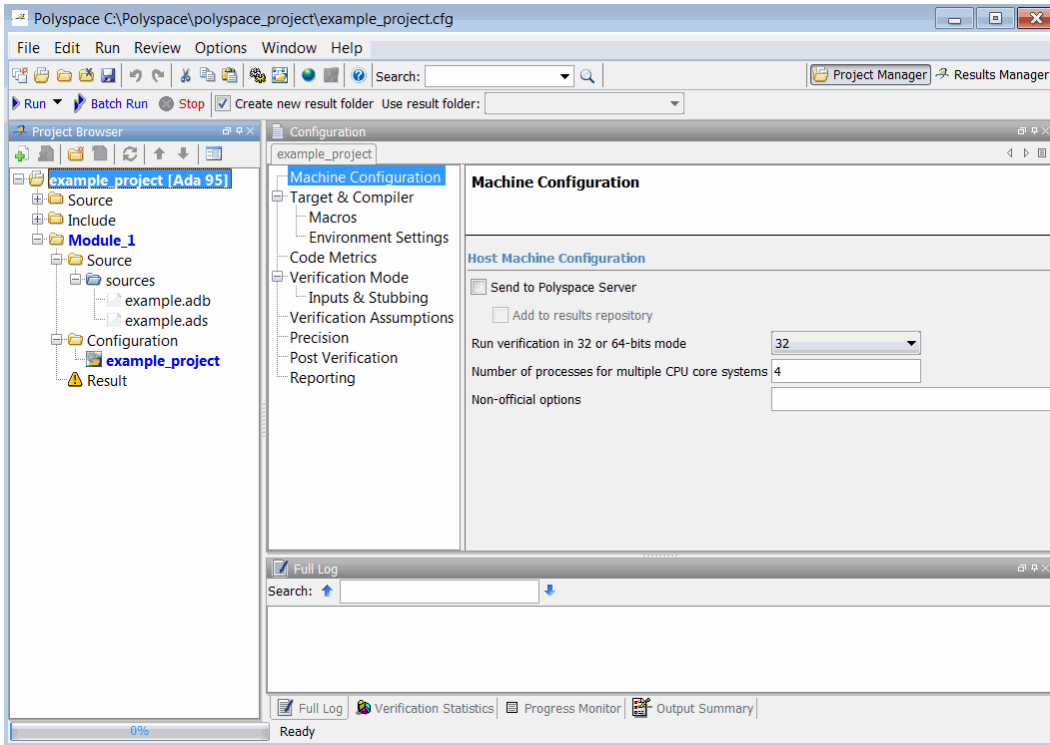 Polyspace C:\Polyspace\polyspace_project\example_project.cfg
File Edit Run Review Options Window Help
Search:
Project Manager Results Manager
Run Batch Run Stop Create new result folder Use result folder:
Project Browser
example_project [Ada 95]
Source
Include
Module_1
Source
sources
example.adb
example.ads
Configuration
example_project
Result
Configuration
example_project
Machine Configuration
Target & Compiler
Macros
Environment Settings
Code Metrics
Verification Mode
Inputs & Stubbing
Verification Assumptions
Precision
Post Verification
Reporting
Machine Configuration
Host Machine Configuration
Send to Polyspace Server
Add to results repository
Run verification in 32 or 64-bits mode 32
Number of processes for multiple CPU core systems 4
Non-official options
Full Log
Search:
Full Log Verification Statistics Progress Monitor Output Summary
0% Ready